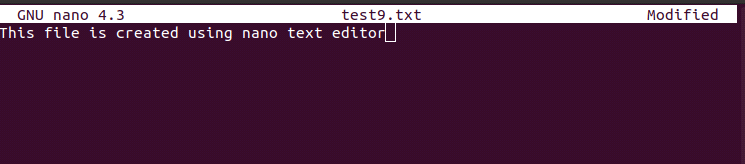 GNU nano 4.3 test9.txt Modified
This file is created using nano text editor